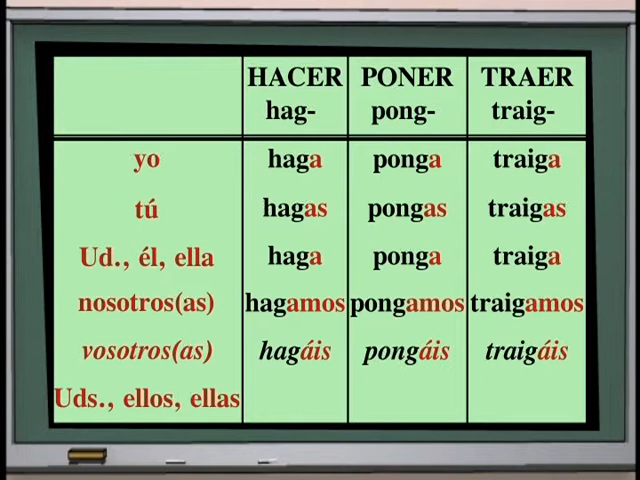 HACER PONER TRAER
hag- pong- traig-
yo haga ponga traiga
tú hagas pongas traigas
Ud., él, ella haga ponga traiga
nosotros(as) hagamos pongamos traigamos
vosotros(as) hagáis pongáis traigáis
Uds., ellos, ellas